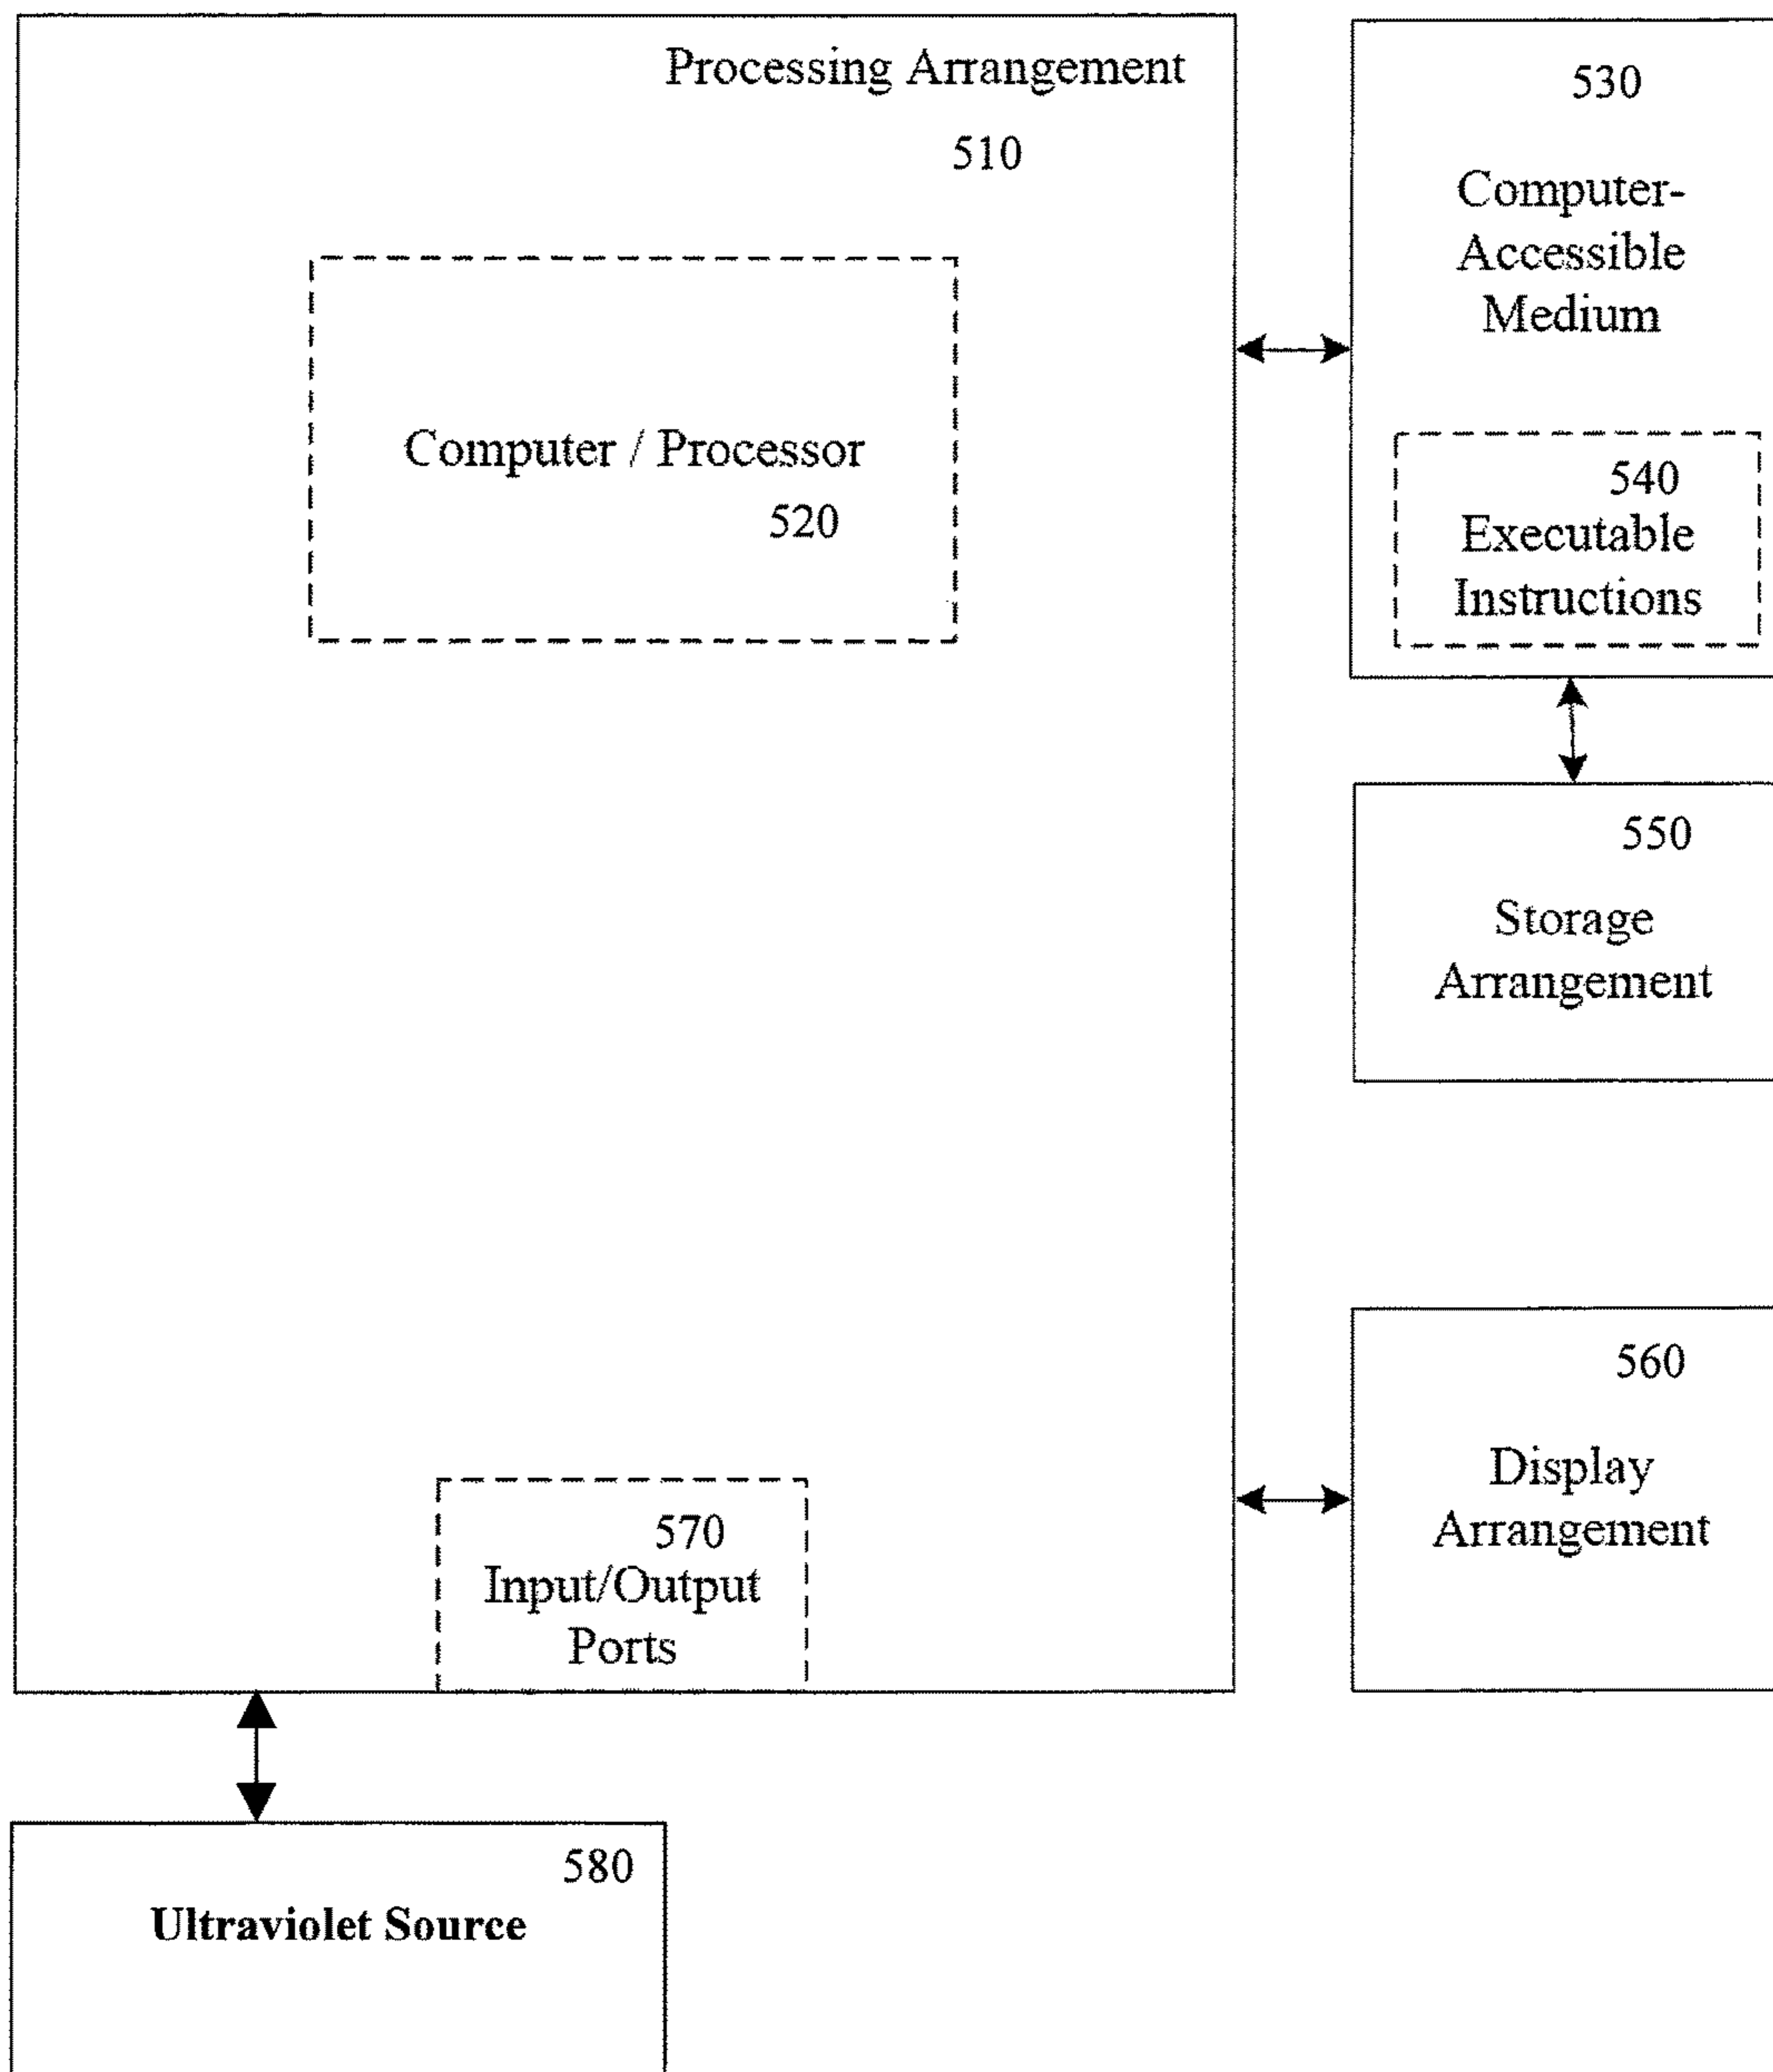 Processing Arrangement
510
Computer / Processor
520
530
Computer-
Accessible
Medium
540
Executable
Instructions
550
Storage
Arrangement
560
Display
Arrangement
570
Input/Output
Ports
580
Ultraviolet Source